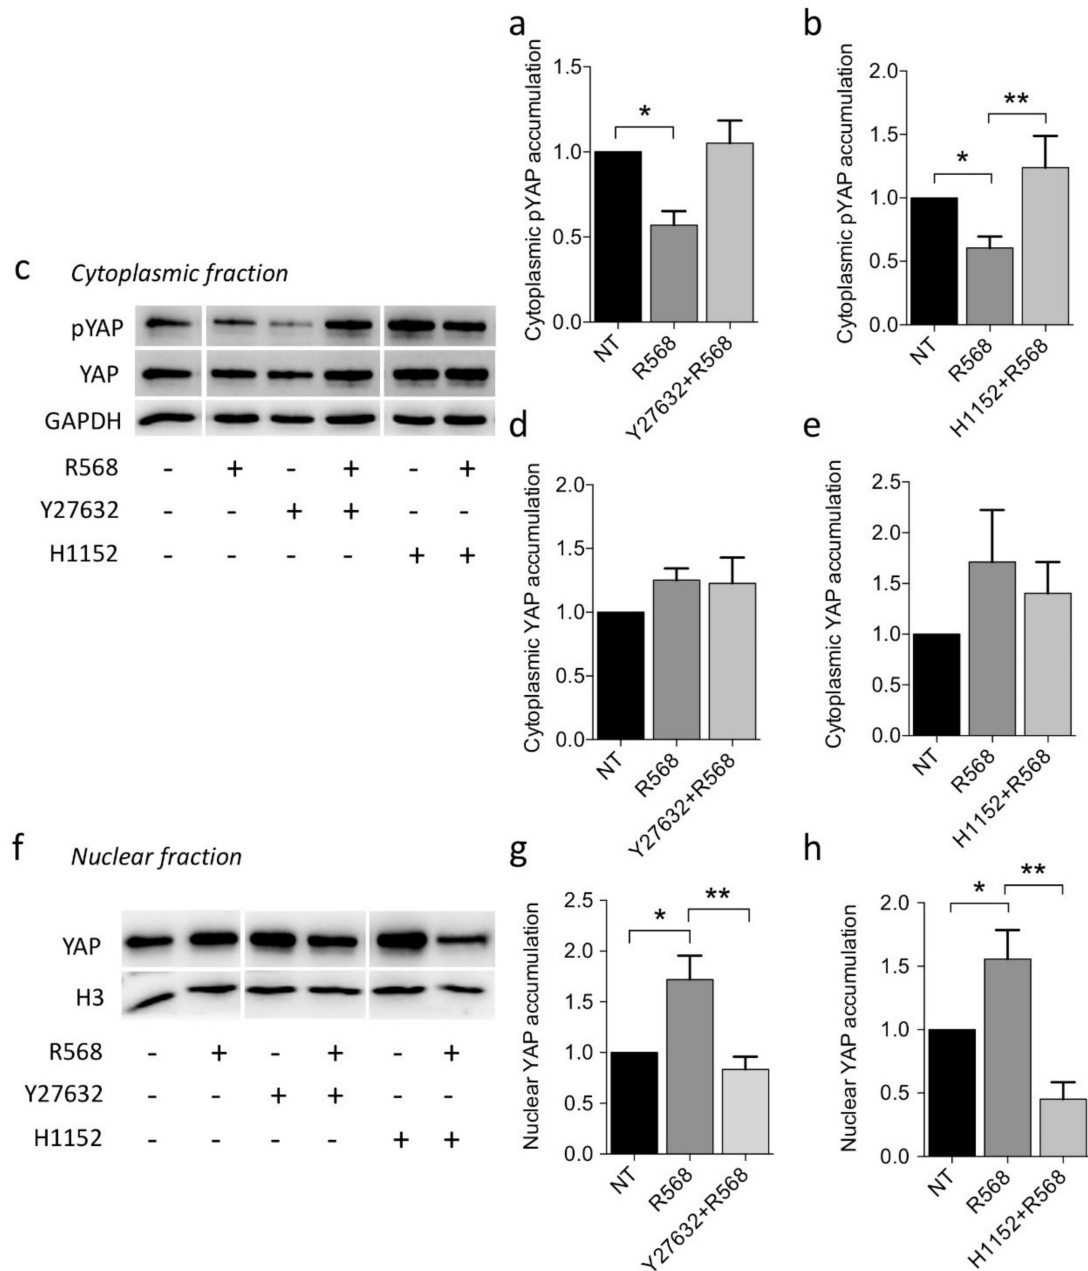 a
Cytoplasmic pYAP accumulation
1.5
1.0
0.5
0.0
*
NT
R568
Y27632+R568
b
Cytoplasmic pYAP accumulation
2.0
1.5
1.0
0.5
0.0
*
**
NT
R568
H1152+R568
c
Cytoplasmic fraction
pYAP
YAP
GAPDH
R568 - + - + - +
Y27632 - - + + - -
H1152 - - - - + +
d
Cytoplasmic YAP accumulation
2.0
1.5
1.0
0.5
0.0
NT
R568
Y27632+R568
e
Cytoplasmic YAP accumulation
2.5
2.0
1.5
1.0
0.5
0.0
NT
R568
H1152+R568
f
Nuclear fraction
YAP
H3
R568 - + - + - +
Y27632 - - + + - -
H1152 - - - - + +
g
Nuclear YAP accumulation
2.5
2.0
1.5
1.0
0.5
0.0
*
**
NT
R568
Y27632+R568
h
Nuclear YAP accumulation
2.0
1.5
1.0
0.5
0.0
*
**
NT
R568
H1152+R568